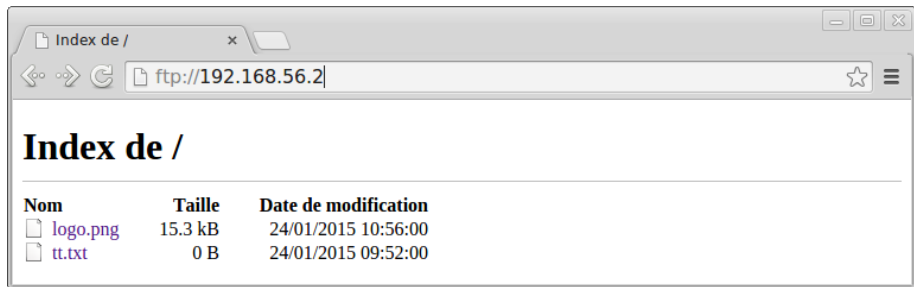 Index de /
ftp://192.168.56.2
Index de /
Nom Taille Date de modification
logo.png 15.3 kB 24/01/2015 10:56:00
tt.txt 0 B 24/01/2015 09:52:00